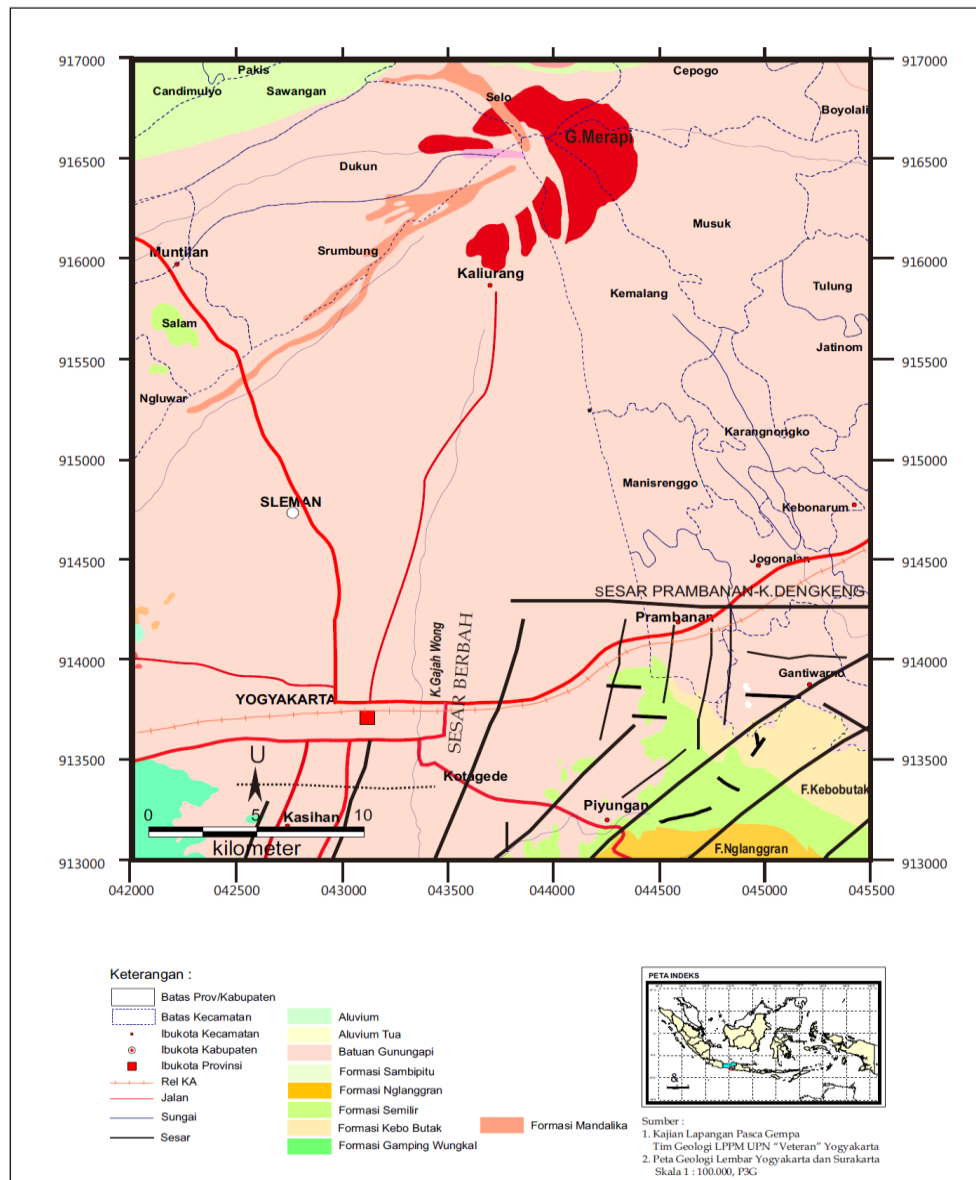 917000
917000
Pakis
Cepogo
Candimulyo
Sawangan
Selo
Boyolali
G.Merapi
916500
916500
Dukun
Musuk
Srumbung
Muntilan
916000
916000
Kaliurang
Kemalang
Tulung
Salam
Jatinom
915500
915500
Ngluwar
Karangnongko
915000
915000
Manisrenggo
SLEMAN
Kebonarum
914500
914500
Jogonalan
sESAR PRAMBANAN-K.DENGKENG
Prambanan
K.Gajah Wong
SESAR BERBAH
914000
914000
Gantiwarno
YOGYAKARTA
913500
913500
U
Kotagede
F.Kebobutak
Piyungan
0 5 10
Kasihan
kilometer
F.Nglanggran
913000
913000
042000 042500 043000 043500 044000 044500 045000 045500
Keterangan :
Batas Prov/Kabupaten
Batas Kecamatan
Ibukota Kecamatan
Ibukota Kabupaten
Ibukota Provinsi
Rel KA
Jalan
Sungai
Sesar
Aluvium
Aluvium Tua
Batuan Gunungapi
Formasi Sambipitu
Formasi Nglanggran
Formasi Semilir
Formasi Kebo Butak
Formasi Gamping Wungkal
Formasi Mandalika
PETA INDEKS
&
Sumber :
1. Kajian Lapangan Pasca Gempa
Tim Geologi LPPM UPN “Veteran” Yogyakarta
2. Peta Geologi Lembar Yogyakarta dan Surakarta
Skala 1 : 100.000, P3G